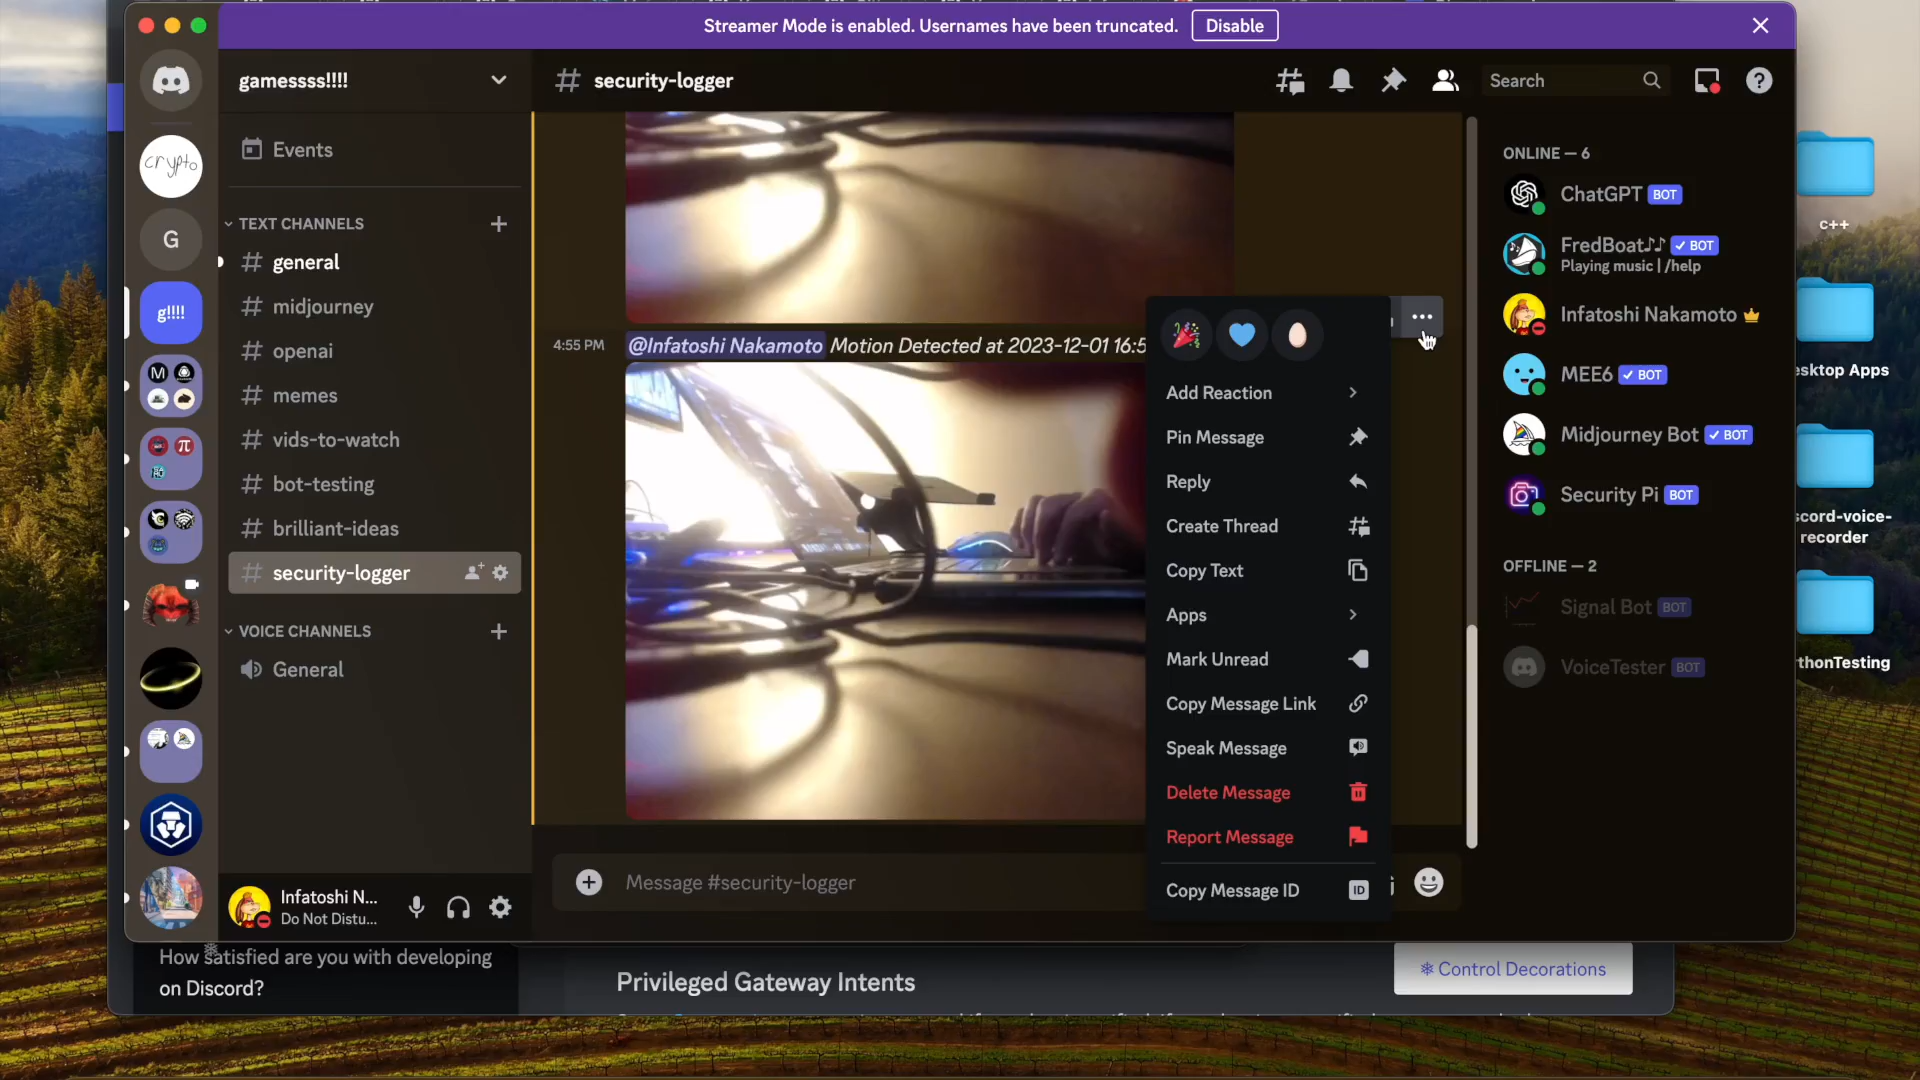 Streamer Mode is enabled. Usernames have been truncated. Disable
gamessss!!!!
security-logger
Search
crypto
G
g!!!!
Events
TEXT CHANNELS
general
midjourney
openai
memes
vids-to-watch
bot-testing
brilliant-ideas
security-logger
VOICE CHANNELS
General
Infatoshi N...
Do Not Distu...
4:55 PM @Infatoshi Nakamoto Motion Detected at 2023-12-01 16:5
Add Reaction
Pin Message
Reply
Create Thread
Copy Text
Apps
Mark Unread
Copy Message Link
Speak Message
Delete Message
Report Message
Copy Message ID ID
Message #security-logger
ONLINE — 6
ChatGPT BOT
FredBoat♪♪ ✓ BOT
Playing music | /help
Infatoshi Nakamoto
MEE6 ✓ BOT
Midjourney Bot ✓ BOT
Security Pi BOT
OFFLINE — 2
Signal Bot BOT
VoiceTester BOT
c++
esktop Apps
scord-voice-
recorder
thonTesting
How satisfied are you with developing
on Discord?
Privileged Gateway Intents
❄ Control Decorations